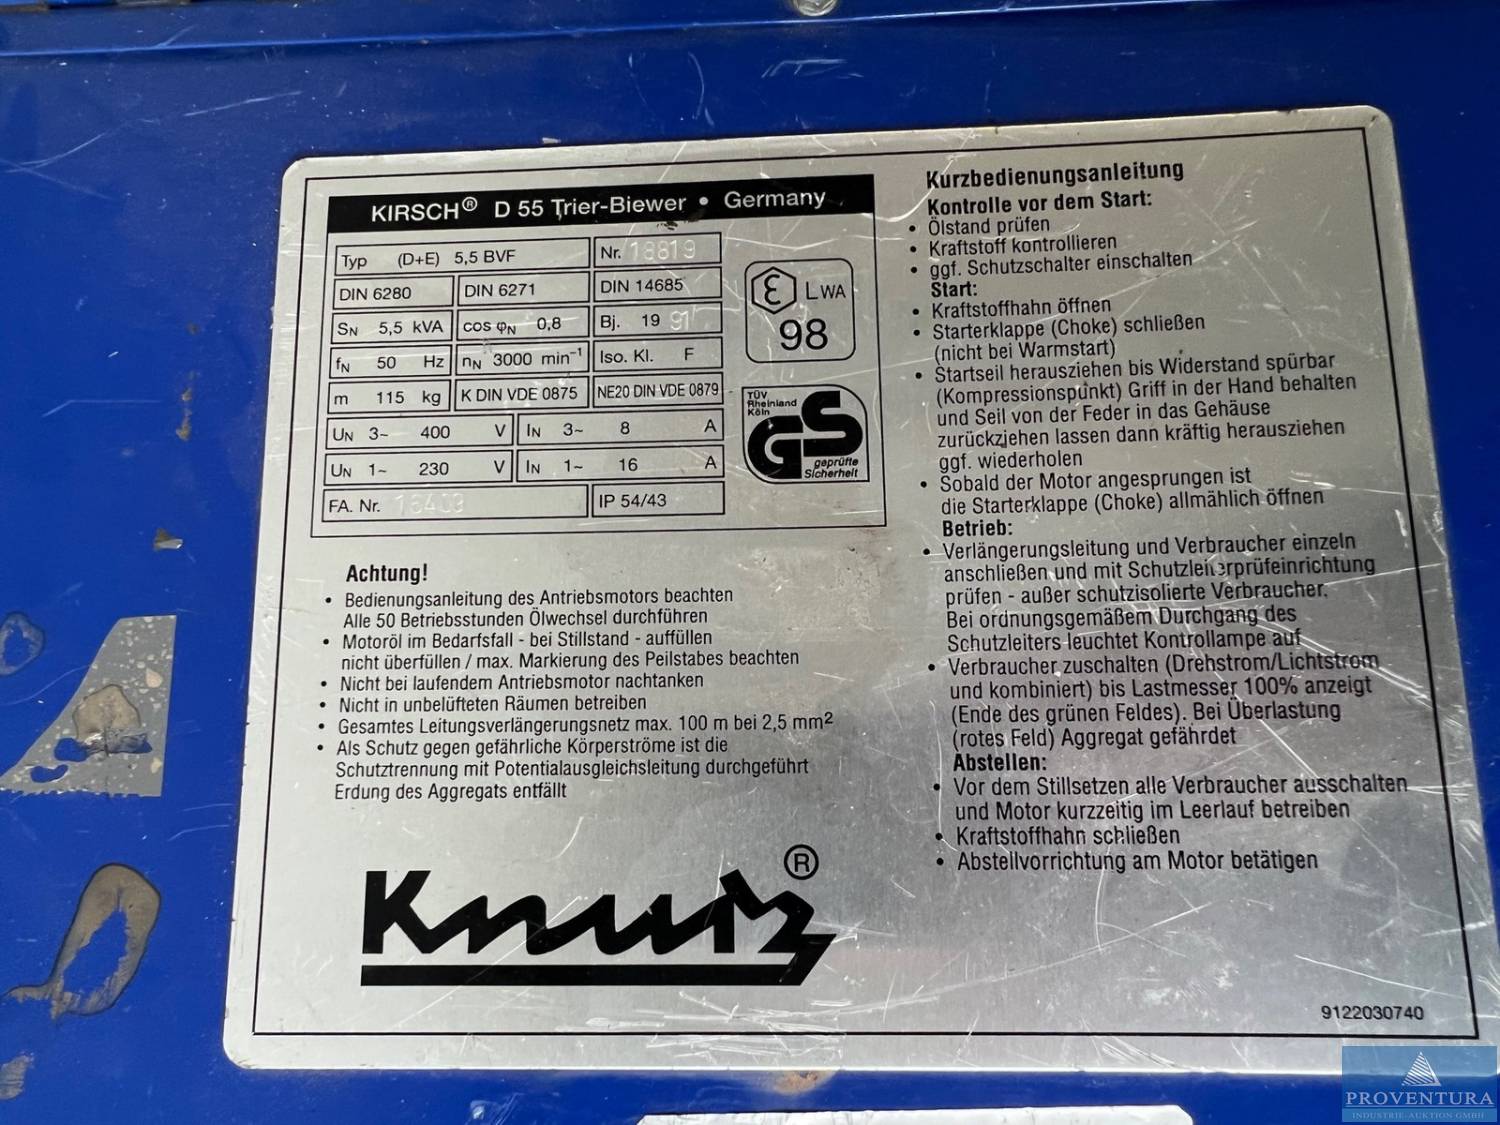 KIRSCH® D 55 Trier-Biewer • Germany
Typ (D+E) 5,5 BVF Nr. 18819
DIN 6280 DIN 6271 DIN 14685
SN 5,5 kVA cos φN 0,8 Bj. 19 91
fN 50 Hz nN 3000 min⁻¹ Iso. Kl. F
m 115 kg K DIN VDE 0875 NE20 DIN VDE 0879
UN 3~ 400 V IN 3~ 8 A
UN 1~ 230 V IN 1~ 16 A
FA. Nr. IP 54/43
ε LWA
98
TÜV
Rheinland
Köln
GS
geprüfte
Sicherheit
Achtung!
• Bedienungsanleitung des Antriebsmotors beachten
Alle 50 Betriebsstunden Ölwechsel durchführen
• Motoröl im Bedarfsfall - bei Stillstand - auffüllen
nicht überfüllen / max. Markierung des Peilstabes beachten
• Nicht bei laufendem Antriebsmotor nachtanken
• Nicht in unbelüfteten Räumen betreiben
• Gesamtes Leitungsverlängerungsnetz max. 100 m bei 2,5 mm²
• Als Schutz gegen gefährliche Körperströme ist die
Schutztrennung mit Potentialausgleichsleitung durchgeführt
Erdung des Aggregats entfällt
Knurz®
Kurzbedienungsanleitung
Kontrolle vor dem Start:
• Ölstand prüfen
• Kraftstoff kontrollieren
• ggf. Schutzschalter einschalten
Start:
• Kraftstoffhahn öffnen
• Starterklappe (Choke) schließen
(nicht bei Warmstart)
• Startseil herausziehen bis Widerstand spürbar
(Kompressionspunkt) Griff in der Hand behalten
und Seil von der Feder in das Gehäuse
zurückziehen lassen dann kräftig herausziehen
ggf. wiederholen
• Sobald der Motor angesprungen ist
die Starterklappe (Choke) allmählich öffnen
Betrieb:
• Verlängerungsleitung und Verbraucher einzeln
anschließen und mit Schutzleiterprüfeinrichtung
prüfen - außer schutzisolierte Verbraucher.
Bei ordnungsgemäßem Durchgang des
Schutzleiters leuchtet Kontrollampe auf
• Verbraucher zuschalten (Drehstrom/Lichtstrom
und kombiniert) bis Lastmesser 100% anzeigt
(Ende des grünen Feldes). Bei Überlastung
(rotes Feld) Aggregat gefährdet
Abstellen:
• Vor dem Stillsetzen alle Verbraucher ausschalten
und Motor kurzzeitig im Leerlauf betreiben
• Kraftstoffhahn schließen
• Abstellvorrichtung am Motor betätigen
9122030740
PROVENTURA
INDUSTRIE-AUKTION GMBH